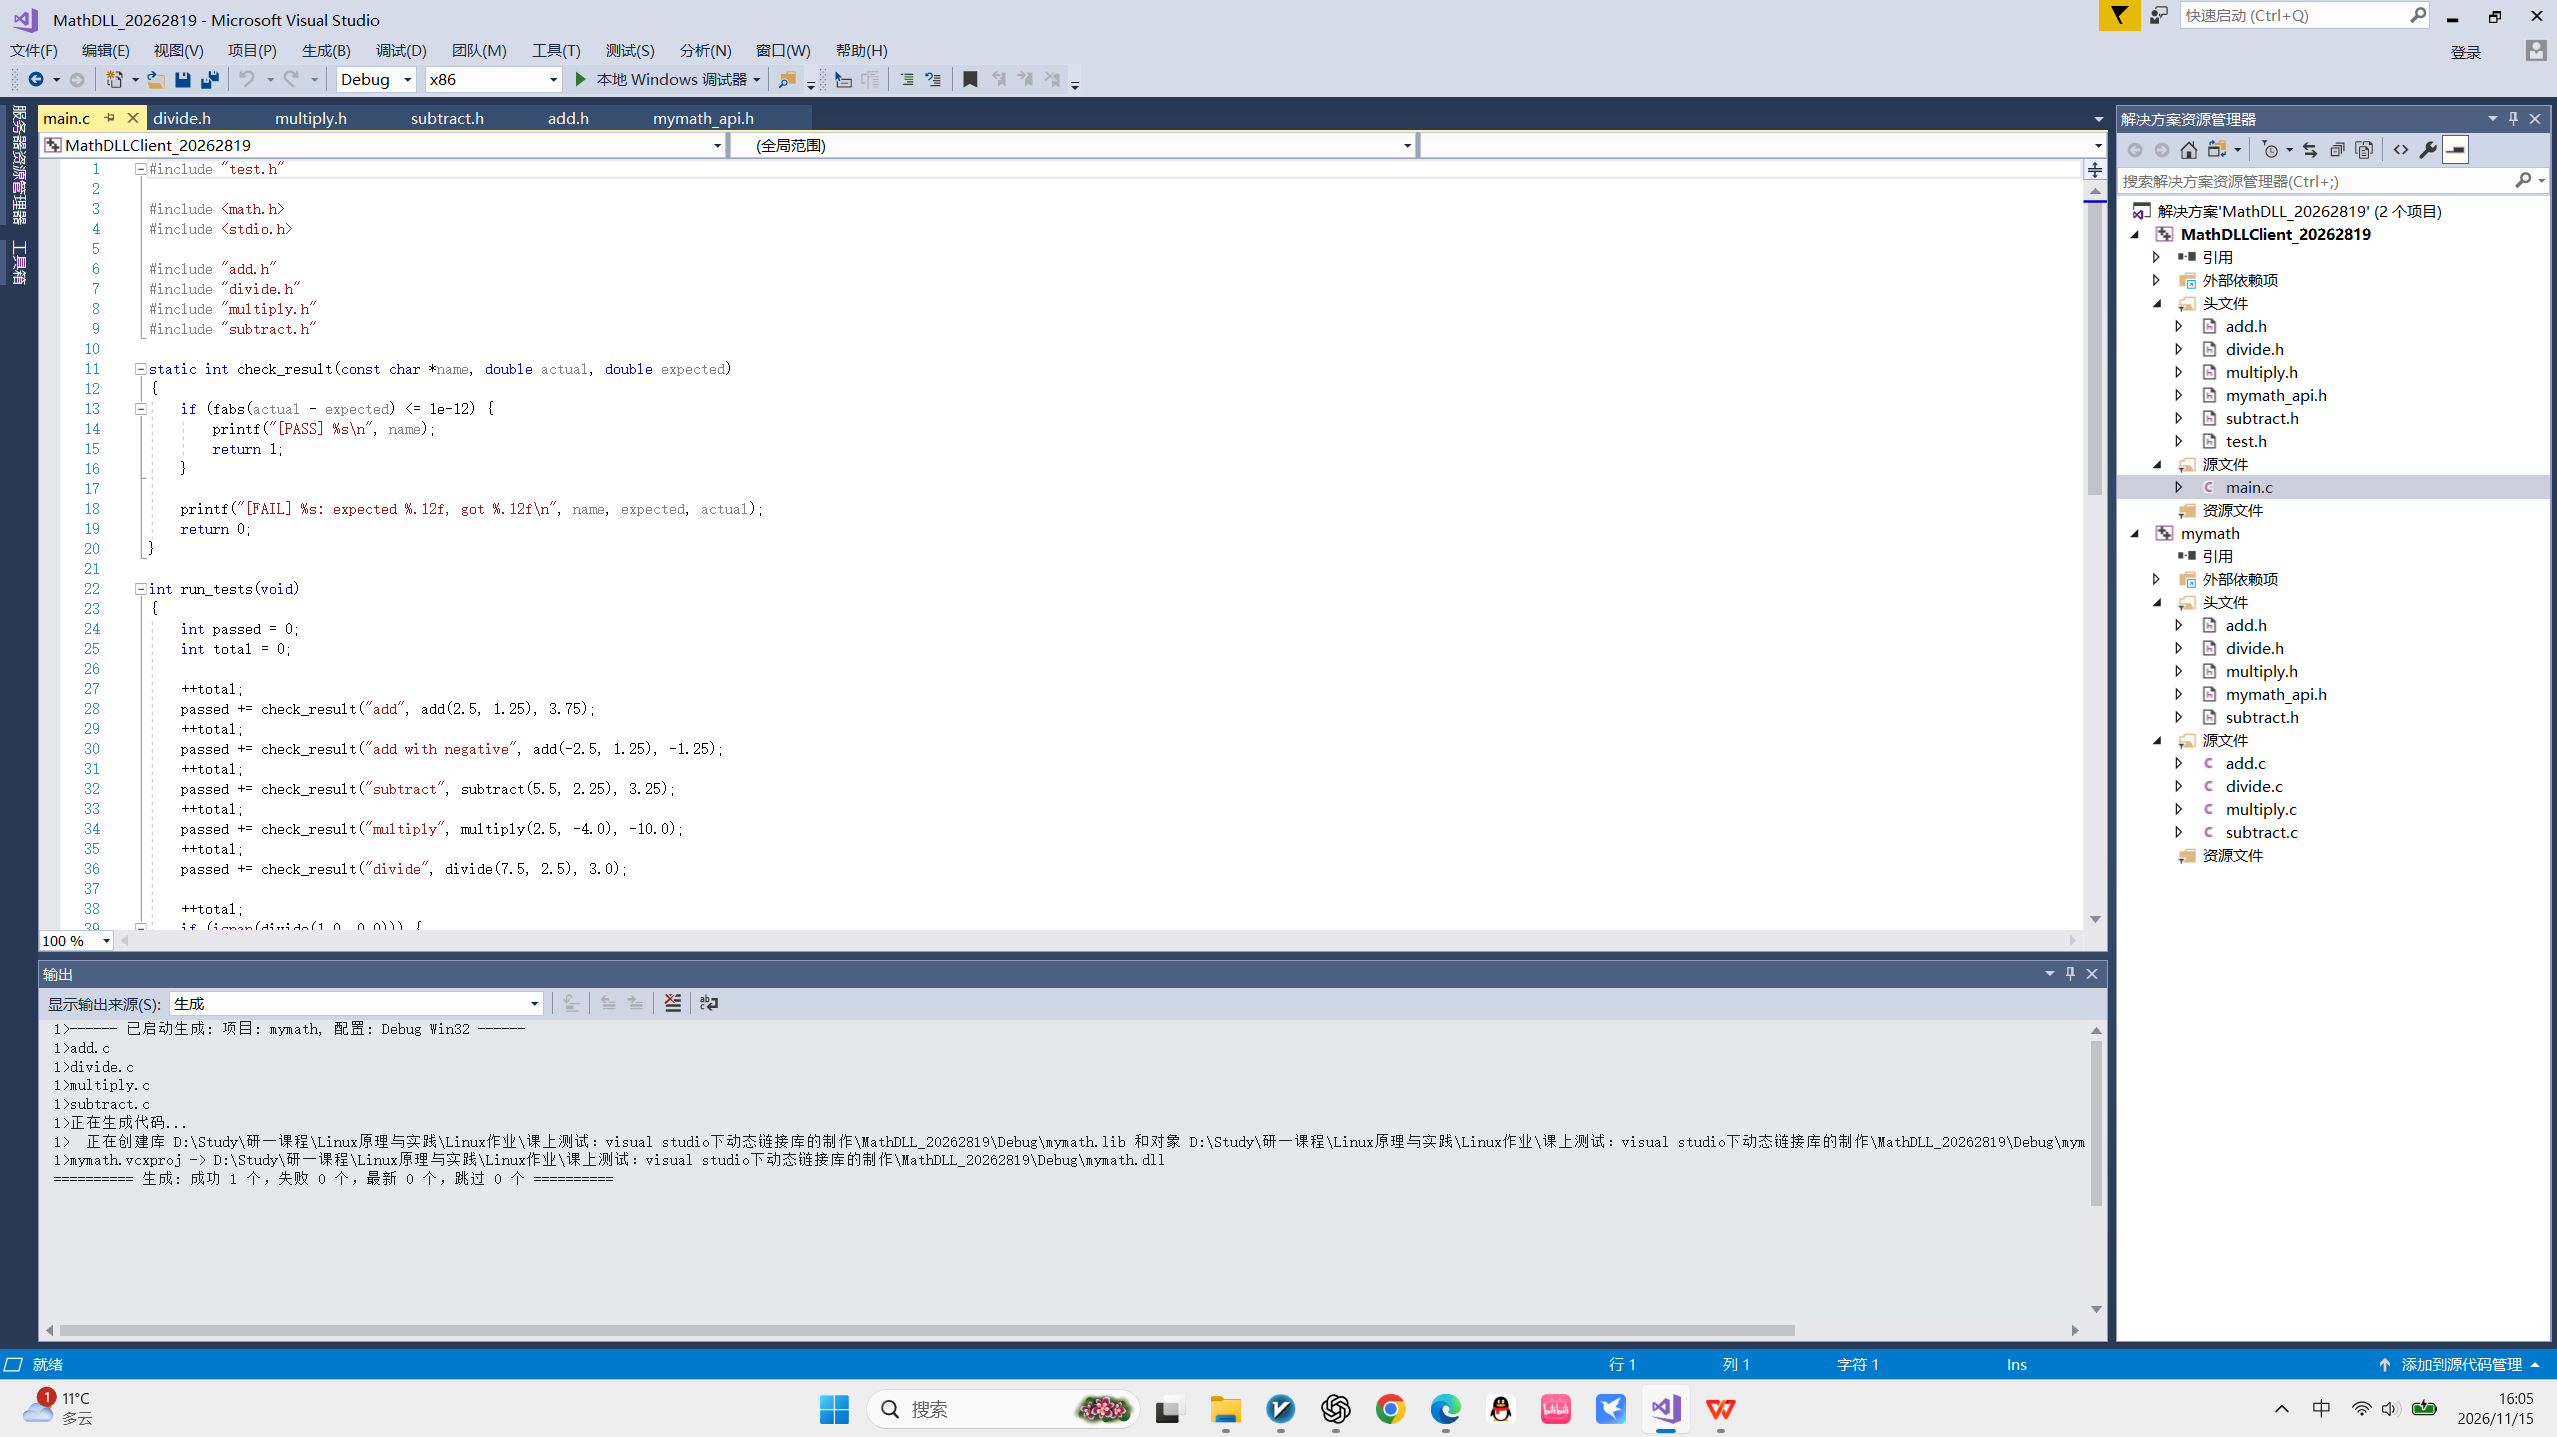 MathDLL_20262819 - Microsoft Visual Studio
快速启动 (Ctrl+Q)
文件(F) 编辑(E) 视图(V) 项目(P) 生成(B) 调试(D) 团队(M) 工具(T) 测试(S) 分析(N) 窗口(W) 帮助(H)
登录
Debug x86 本地 Windows 调试器
服务器资源管理器
工具箱
main.c divide.h multiply.h subtract.h add.h mymath_api.h
MathDLLClient_20262819 (全局范围)
1 #include "test.h"
2
3 #include <math.h>
4 #include <stdio.h>
5
6 #include "add.h"
7 #include "divide.h"
8 #include "multiply.h"
9 #include "subtract.h"
10
11 static int check_result(const char *name, double actual, double expected)
12 {
13 if (fabs(actual - expected) <= 1e-12) {
14 printf("[PASS] %s\n", name);
15 return 1;
16 }
17
18 printf("[FAIL] %s: expected %.12f, got %.12f\n", name, expected, actual);
19 return 0;
20 }
21
22 int run_tests(void)
23 {
24 int passed = 0;
25 int total = 0;
26
27 ++total;
28 passed += check_result("add", add(2.5, 1.25), 3.75);
29 ++total;
30 passed += check_result("add with negative", add(-2.5, 1.25), -1.25);
31 ++total;
32 passed += check_result("subtract", subtract(5.5, 2.25), 3.25);
33 ++total;
34 passed += check_result("multiply", multiply(2.5, -4.0), -10.0);
35 ++total;
36 passed += check_result("divide", divide(7.5, 2.5), 3.0);
37
38 ++total;
39 if (isnan(divide(1.0, 0.0))) {
100 %
输出
显示输出来源(S): 生成
1>------ 已启动生成: 项目: mymath, 配置: Debug Win32 ------
1>add.c
1>divide.c
1>multiply.c
1>subtract.c
1>正在生成代码...
1> 正在创建库 D:\Study\研一课程\Linux原理与实践\Linux作业\课上测试：visual studio下动态链接库的制作\MathDLL_20262819\Debug\mymath.lib 和对象 D:\Study\研一课程\Linux原理与实践\Linux作业\课上测试：visual studio下动态链接库的制作\MathDLL_20262819\Debug\mym
1>mymath.vcxproj -> D:\Study\研一课程\Linux原理与实践\Linux作业\课上测试：visual studio下动态链接库的制作\MathDLL_20262819\Debug\mymath.dll
========== 生成: 成功 1 个，失败 0 个，最新 0 个，跳过 0 个 ==========
解决方案资源管理器
搜索解决方案资源管理器(Ctrl+;)
解决方案'MathDLL_20262819' (2 个项目)
MathDLLClient_20262819
引用
外部依赖项
头文件
add.h
divide.h
multiply.h
mymath_api.h
subtract.h
test.h
源文件
main.c
资源文件
mymath
引用
外部依赖项
头文件
add.h
divide.h
multiply.h
mymath_api.h
subtract.h
源文件
add.c
divide.c
multiply.c
subtract.c
资源文件
就绪 行 1 列 1 字符 1 Ins 添加到源代码管理
1
11°C
多云
搜索
bilibili
中
16:05
2026/11/15